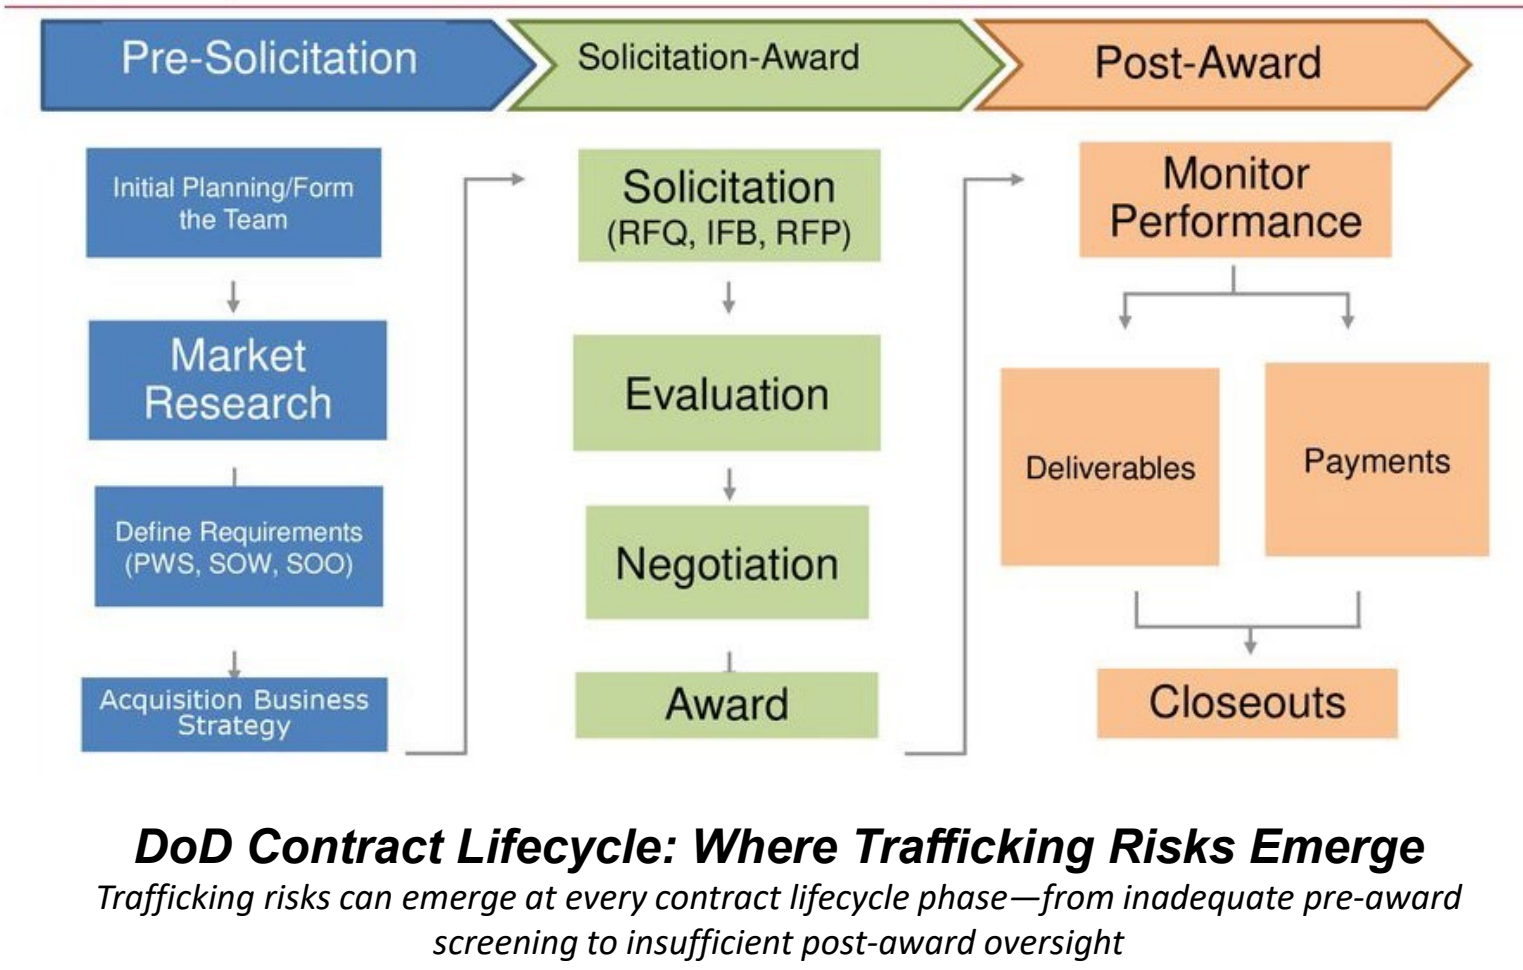 Pre-Solicitation
Solicitation-Award
Post-Award
Initial Planning/Form
the Team
Market
Research
Define Requirements
(PWS, SOW, SOO)
Acquisition Business
Strategy
Solicitation
(RFQ, IFB, RFP)
Evaluation
Negotiation
Award
Monitor
Performance
Deliverables
Payments
Closeouts
DoD Contract Lifecycle: Where Trafficking Risks Emerge
Trafficking risks can emerge at every contract lifecycle phase—from inadequate pre-award
screening to insufficient post-award oversight